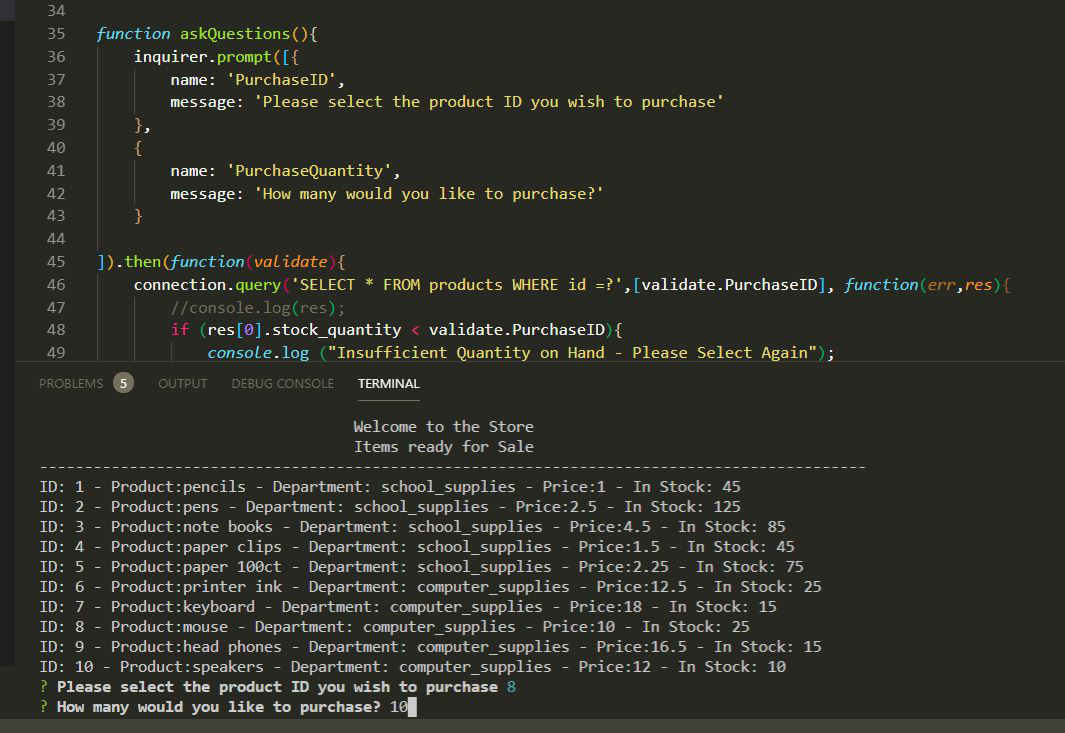 34
35 function askQuestions(){
36 inquirer.prompt([{
37 name: 'PurchaseID',
38 message: 'Please select the product ID you wish to purchase'
39 },
40 {
41 name: 'PurchaseQuantity',
42 message: 'How many would you like to purchase?'
43 }
44
45 ]).then(function(validate){
46 connection.query('SELECT * FROM products WHERE id =?',[validate.PurchaseID], function(err,res){
47 //console.log(res);
48 if (res[0].stock_quantity < validate.PurchaseID){
49 console.log ("Insufficient Quantity on Hand - Please Select Again");
PROBLEMS 5 OUTPUT DEBUG CONSOLE TERMINAL
Welcome to the Store
Items ready for Sale
--------------------------------------------------------------------------------------------
ID: 1 - Product:pencils - Department: school_supplies - Price:1 - In Stock: 45
ID: 2 - Product:pens - Department: school_supplies - Price:2.5 - In Stock: 125
ID: 3 - Product:note books - Department: school_supplies - Price:4.5 - In Stock: 85
ID: 4 - Product:paper clips - Department: school_supplies - Price:1.5 - In Stock: 45
ID: 5 - Product:paper 100ct - Department: school_supplies - Price:2.25 - In Stock: 75
ID: 6 - Product:printer ink - Department: computer_supplies - Price:12.5 - In Stock: 25
ID: 7 - Product:keyboard - Department: computer_supplies - Price:18 - In Stock: 15
ID: 8 - Product:mouse - Department: computer_supplies - Price:10 - In Stock: 25
ID: 9 - Product:head phones - Department: computer_supplies - Price:16.5 - In Stock: 15
ID: 10 - Product:speakers - Department: computer_supplies - Price:12 - In Stock: 10
? Please select the product ID you wish to purchase 8
? How many would you like to purchase? 10